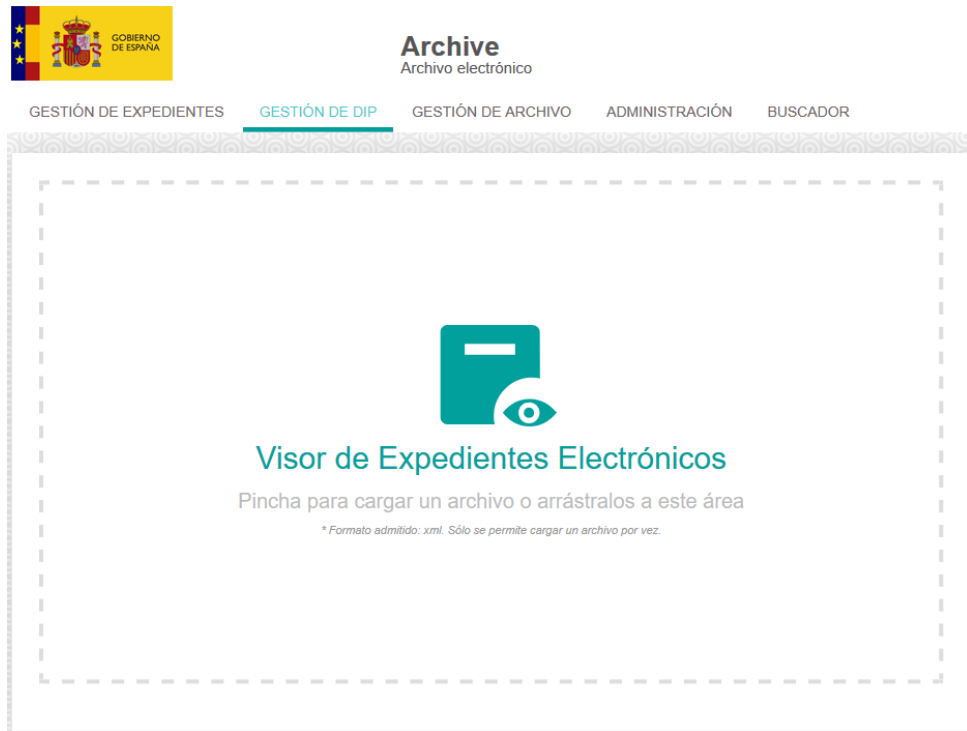 GOBIERNO
DE ESPAÑA
Archive
Archivo electrónico
GESTIÓN DE EXPEDIENTES GESTIÓN DE DIP GESTIÓN DE ARCHIVO ADMINISTRACIÓN BUSCADOR
Visor de Expedientes Electrónicos
Pincha para cargar un archivo o arrástralos a este área
* Formato admitido: xml. Sólo se permite cargar un archivo por vez.